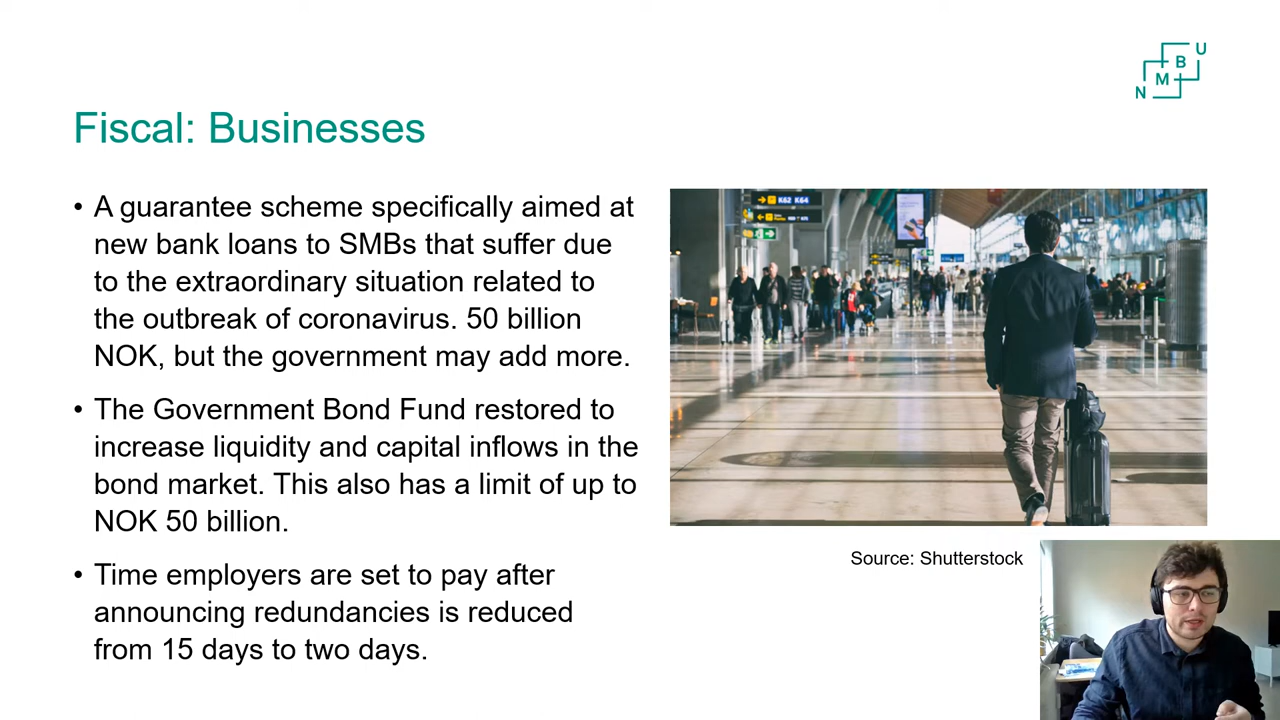 N M B U
Fiscal: Businesses
• A guarantee scheme specifically aimed at
new bank loans to SMBs that suffer due
to the extraordinary situation related to
the outbreak of coronavirus. 50 billion
NOK, but the government may add more.
• The Government Bond Fund restored to
increase liquidity and capital inflows in the
bond market. This also has a limit of up to
NOK 50 billion.
• Time employers are set to pay after
announcing redundancies is reduced
from 15 days to two days.
K62 K64
Source: Shutterstock